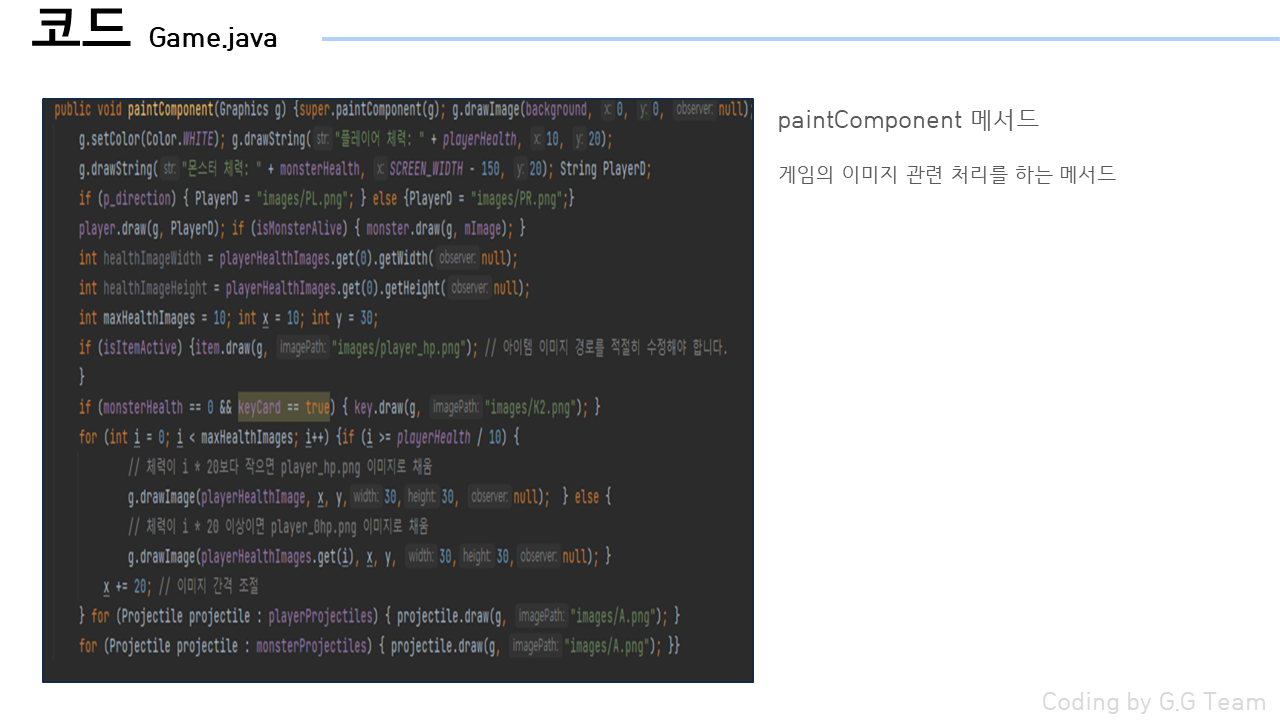 코드 Game.java
public void paintComponent(Graphics g) {super.paintComponent(g); g.drawImage(background, x: 0, y: 0, observer: null);
g.setColor(Color.WHITE); g.drawString( str: "플레이어 체력: " + playerHealth, x: 10, y: 20);
g.drawString( str: "몬스터 체력: " + monsterHealth, x: SCREEN_WIDTH - 150, y: 20); String PlayerD;
if (p_direction) { PlayerD = "images/PL.png"; } else {PlayerD = "images/PR.png";}
player.draw(g, PlayerD); if (isMonsterAlive) { monster.draw(g, mImage); }
int healthImageWidth = playerHealthImages.get(0).getWidth( observer: null);
int healthImageHeight = playerHealthImages.get(0).getHeight( observer: null);
int maxHealthImages = 10; int x = 10; int y = 30;
if (isItemActive) {item.draw(g, imagePath: "images/player_hp.png"); // 아이템 이미지 경로를 적절히 수정해야 합니다.
}
if (monsterHealth == 0 && keyCard == true) { key.draw(g, imagePath: "images/K2.png"); }
for (int i = 0; i < maxHealthImages; i++) {if (i >= playerHealth / 10) {
// 체력이 i * 20보다 작으면 player_hp.png 이미지로 채움
g.drawImage(playerHealthImage, x, y, width: 30, height: 30, observer: null); } else {
// 체력이 i * 20 이상이면 player_0hp.png 이미지로 채움
g.drawImage(playerHealthImages.get(i), x, y, width: 30, height: 30, observer: null); }
x += 20; // 이미지 간격 조절
} for (Projectile projectile : playerProjectiles) { projectile.draw(g, imagePath: "images/A.png"); }
for (Projectile projectile : monsterProjectiles) { projectile.draw(g, imagePath: "images/A.png"); }}
paintComponent 메서드
게임의 이미지 관련 처리를 하는 메서드
Coding by G.G Team